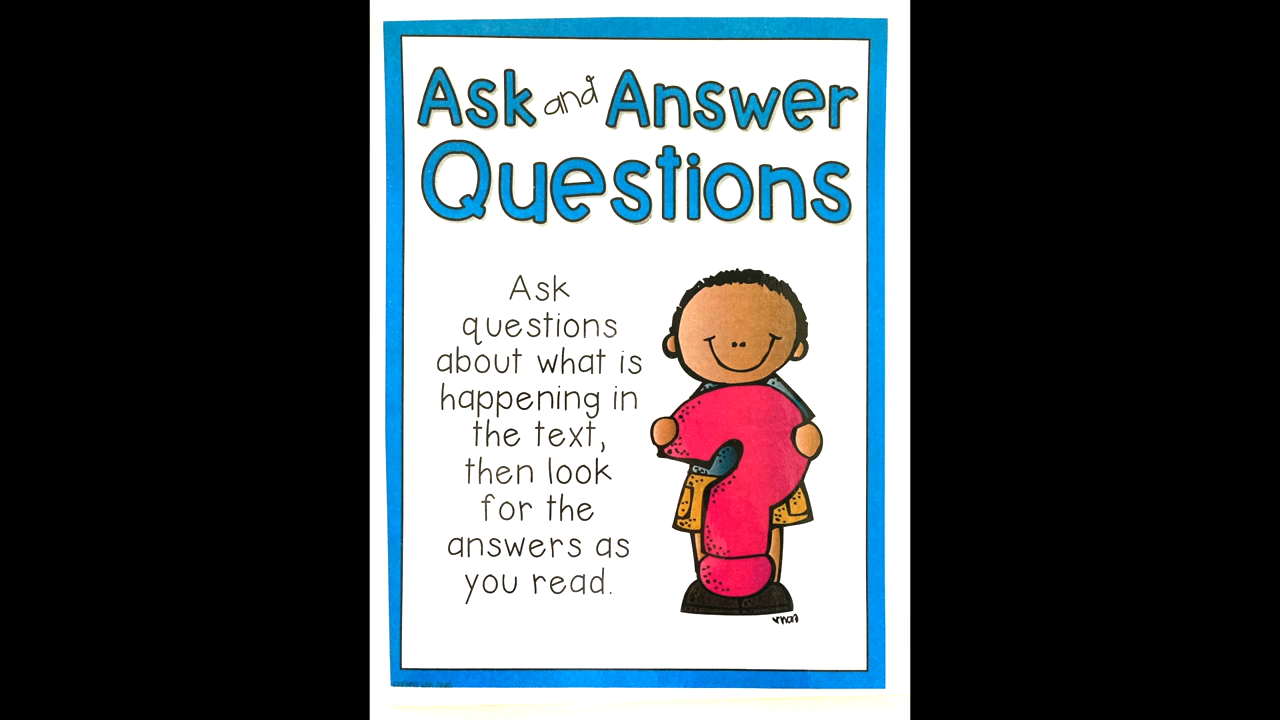 Ask and Answer
Questions
Ask
questions
about what is
happening in
the text,
then look
for the
answers as
you read.